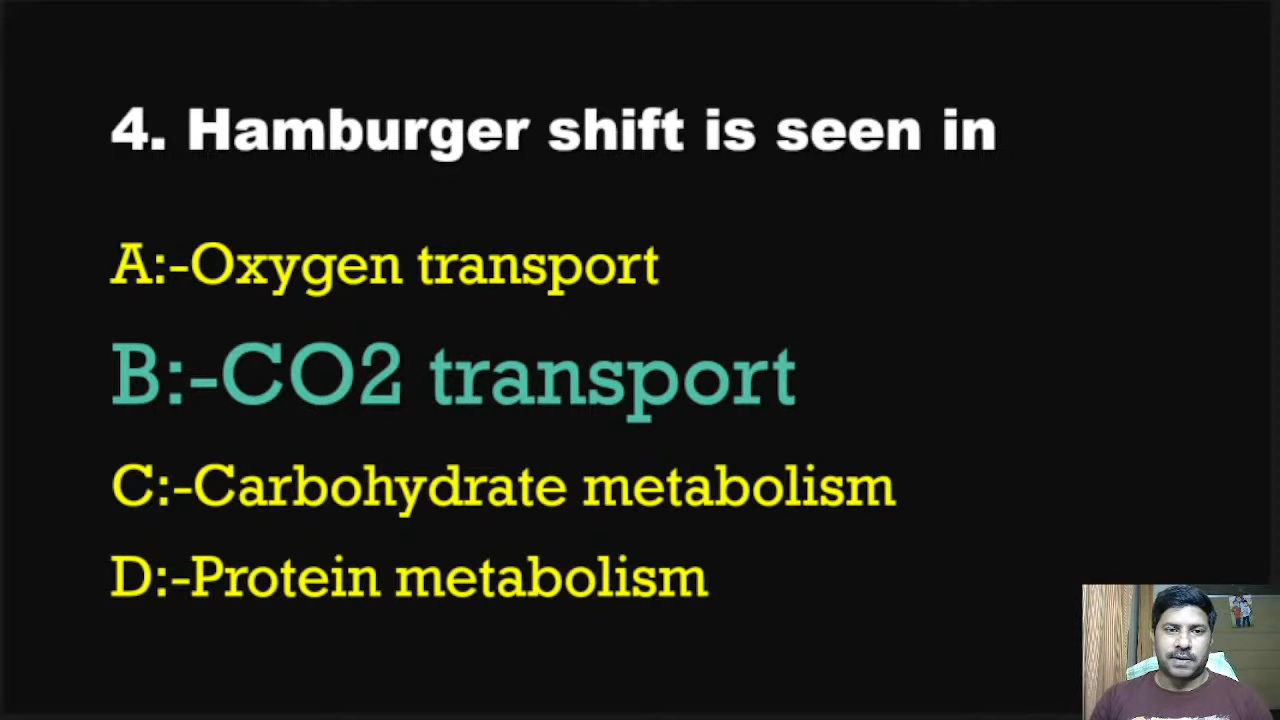 4. Hamburger shift is seen in
A:-Oxygen transport
B:-CO2 transport
C:-Carbohydrate metabolism
D:-Protein metabolism